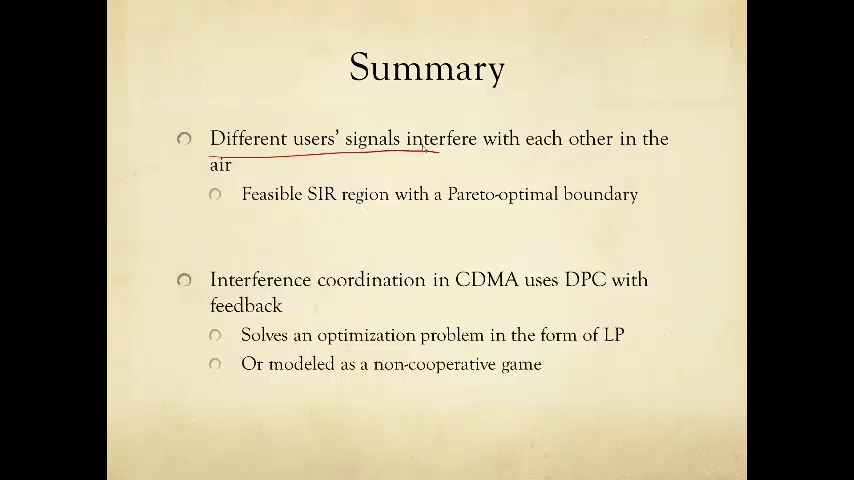 Summary
Different users’ signals interfere with each other in the
air
Feasible SIR region with a Pareto-optimal boundary
Interference coordination in CDMA uses DPC with
feedback
Solves an optimization problem in the form of LP
Or modeled as a non-cooperative game